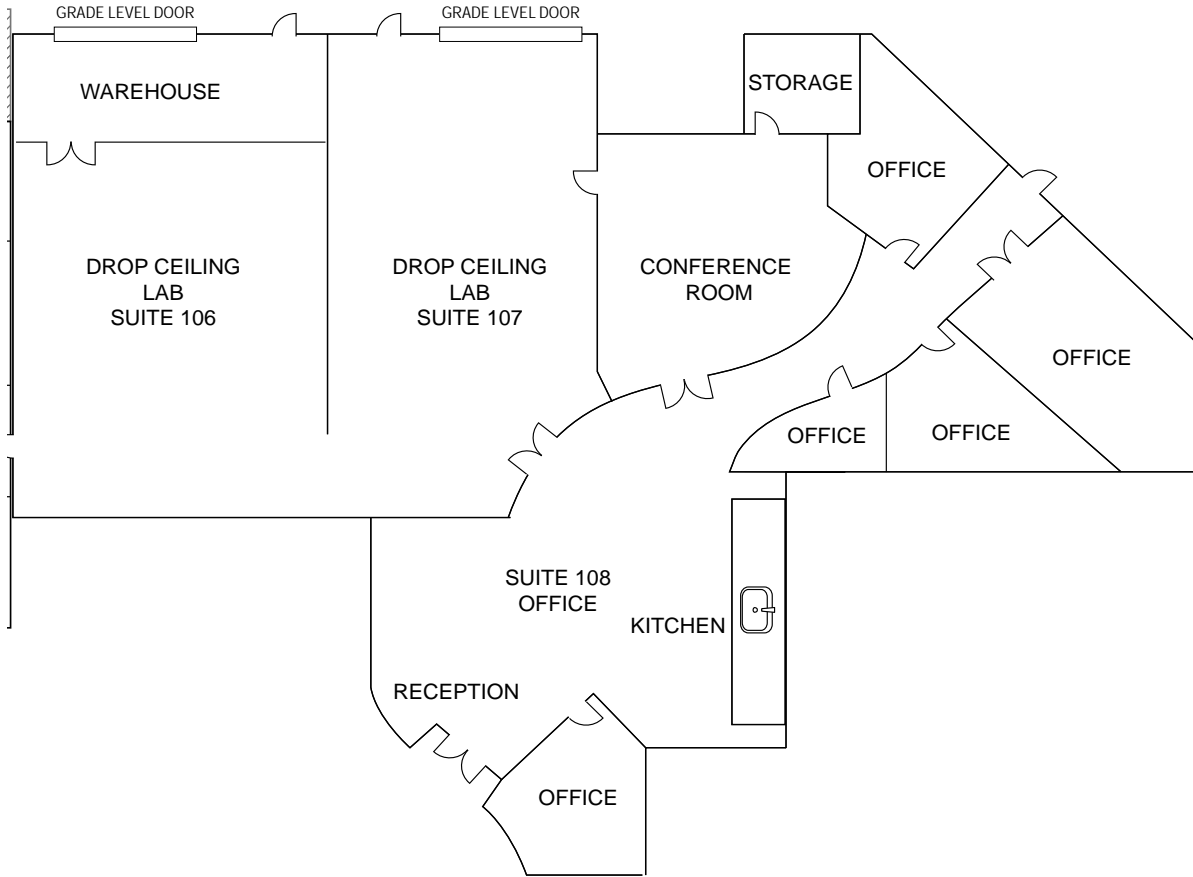 GRADE LEVEL DOOR
GRADE LEVEL DOOR
WAREHOUSE
STORAGE
OFFICE
DROP CEILING
LAB
SUITE 106
DROP CEILING
LAB
SUITE 107
CONFERENCE
ROOM
OFFICE
OFFICE
OFFICE
SUITE 108
OFFICE
KITCHEN
RECEPTION
OFFICE